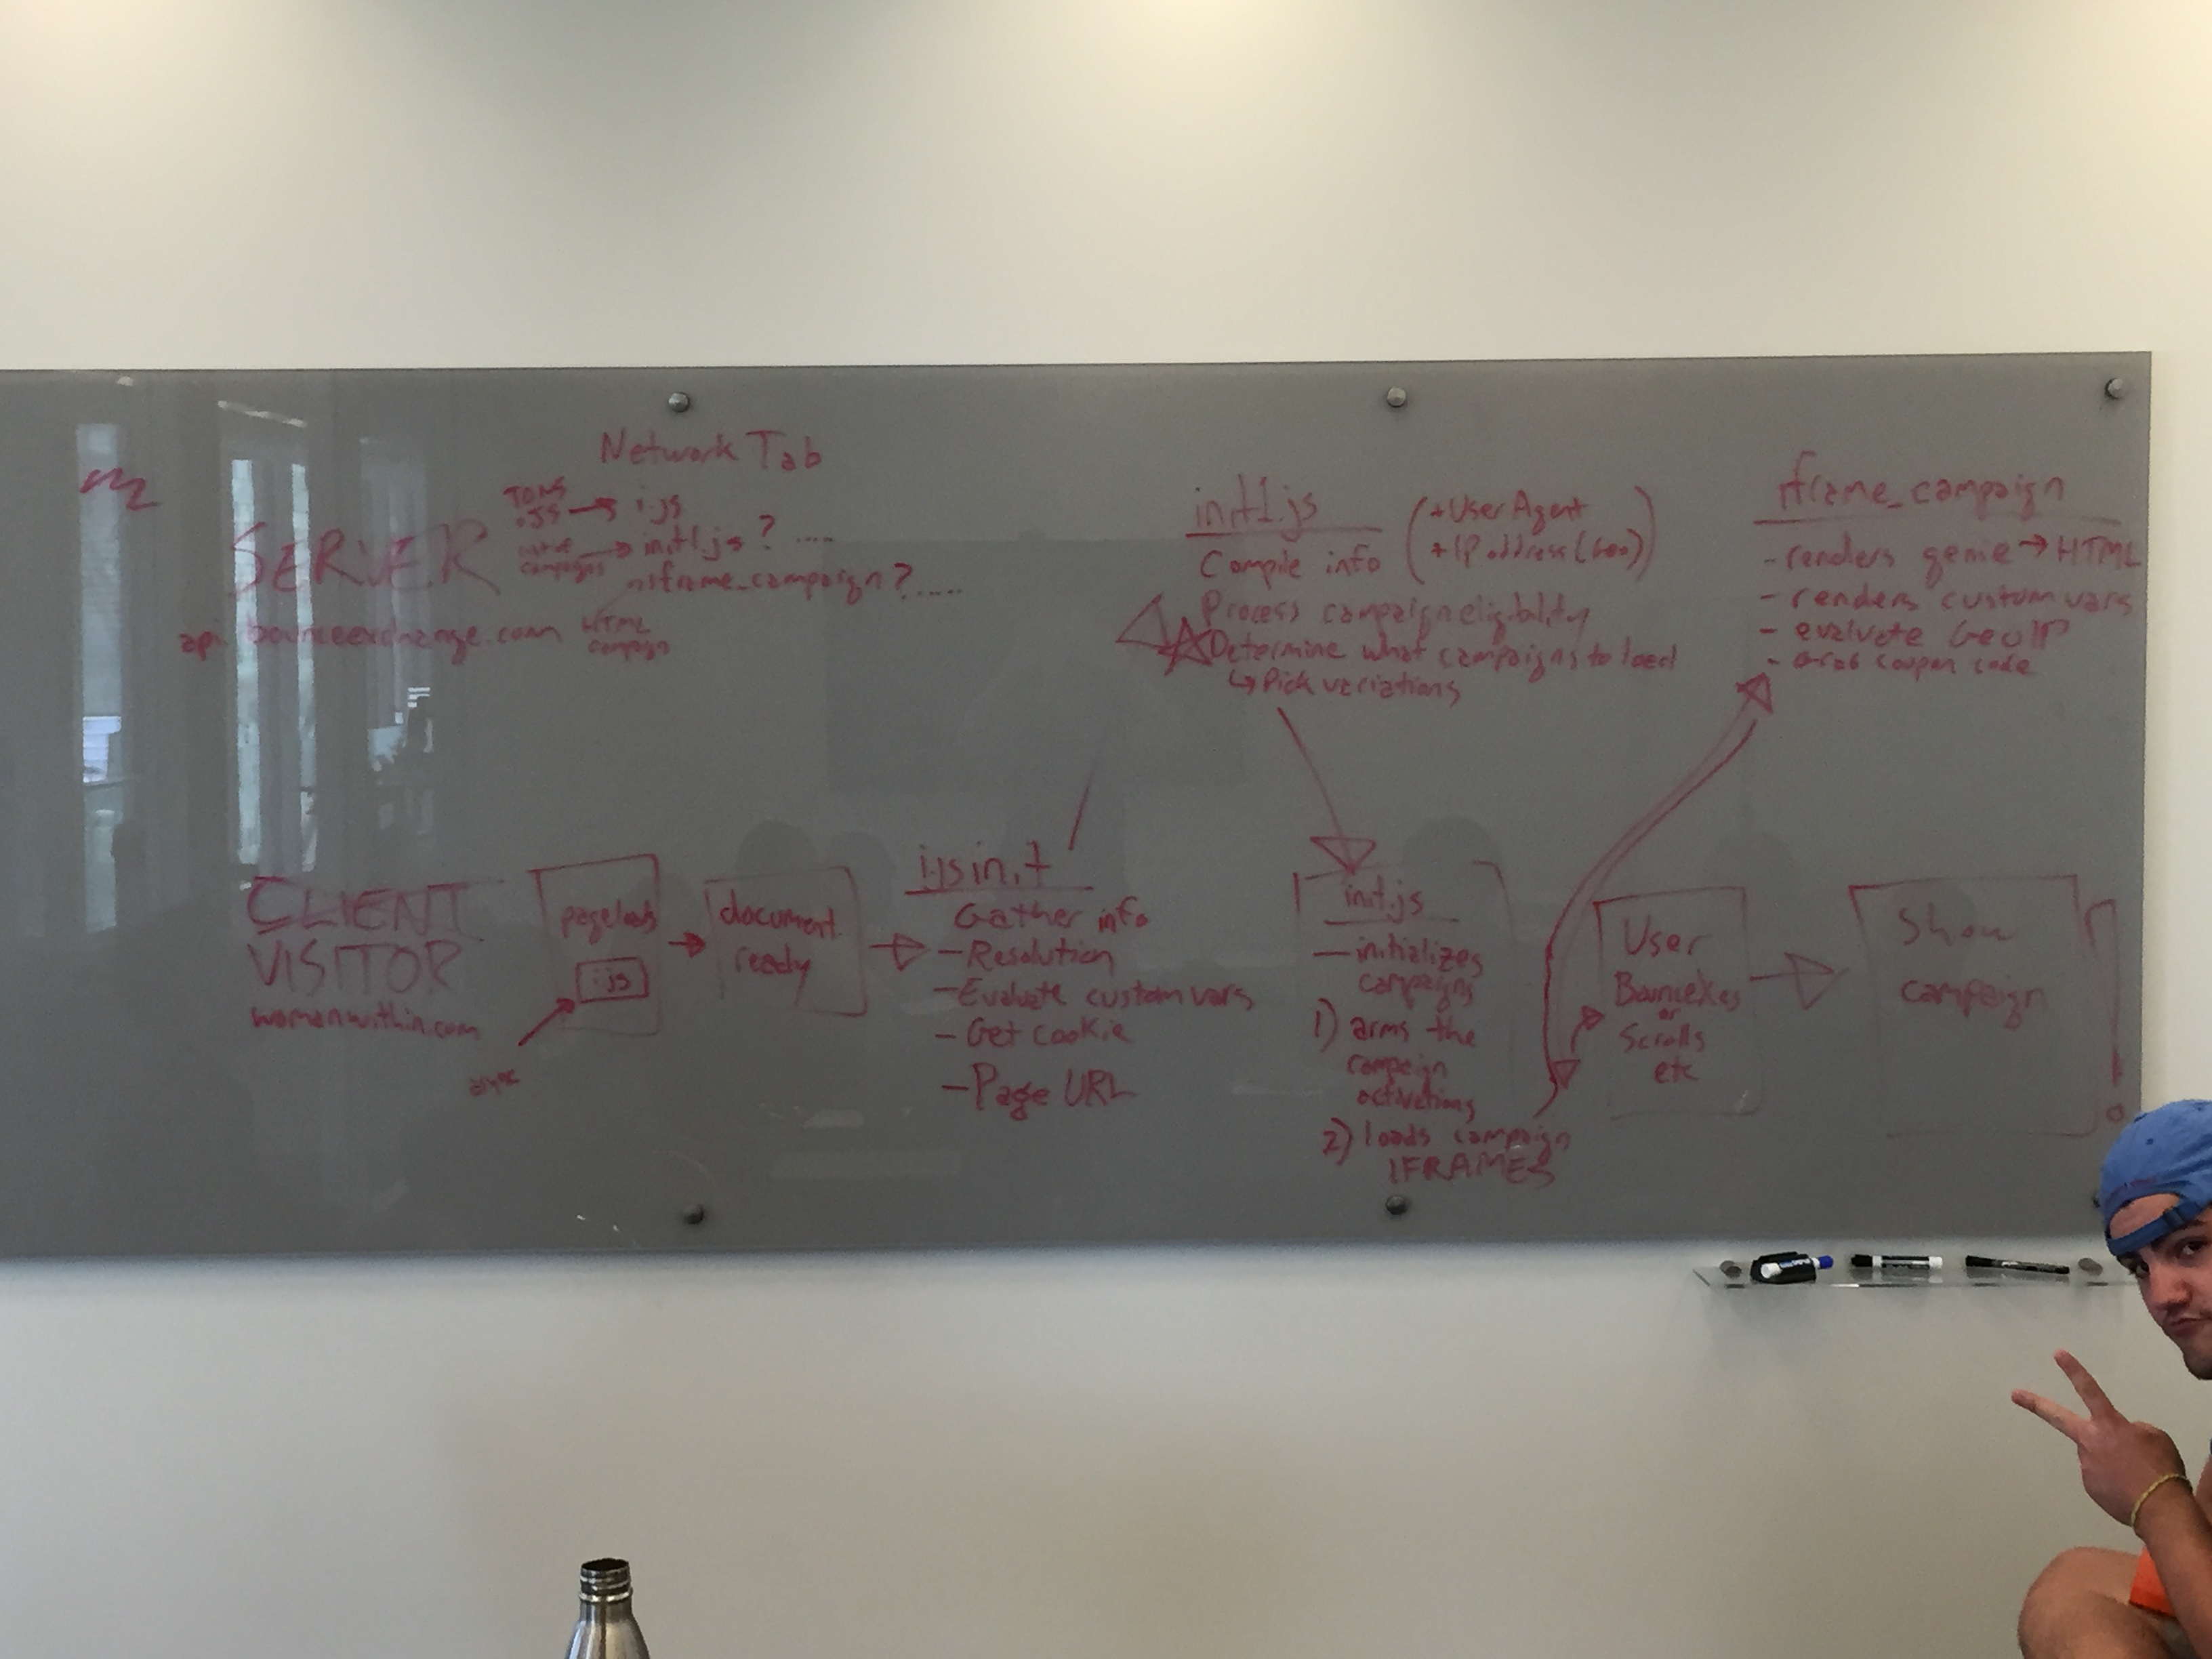 Network Tab
TONS
.JS → i.js
SERVER
list of
campaigns → init1.js? ....
iframe_campaign?.....
api.bounceexchange.com
HTML
campaign
init1.js
(+User Agent
+IP address (Geo))
Compile info
Process campaign eligibility
Determine what campaigns to load
↳ Pick variations
iframe_campaign
- renders genie → HTML
- renders custom vars
- evaluate GeoIP
- Grab coupon code
CLIENT
VISITOR
womanwithin.com
page loads
i.js
async
document
ready
ijsinit
Gather info
- Resolution
- Evaluate custom vars
- Get cookie
- Page URL
init.js
- initializes
campaigns
1) arms the
campaign
activations
2) loads campaign
IFRAMES
User
BounceXes
or
Scrolls
etc
Show
campaign